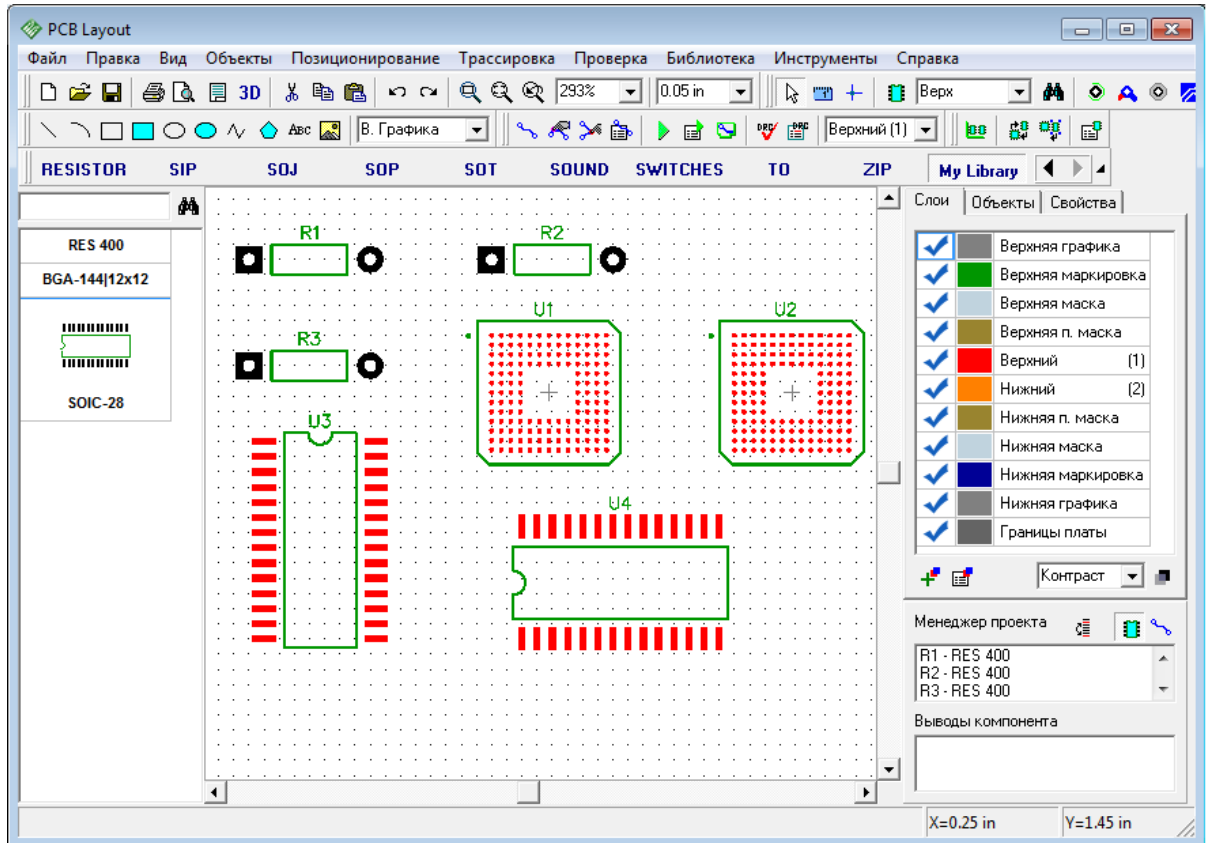 PCB Layout
Файл Правка Вид Объекты Позиционирование Трассировка Проверка Библиотека Инструменты Справка
3D 293% 0.05 in Верх
Abc В. Графика DRC DRC Верхний (1)
RESISTOR SIP SOJ SOP SOT SOUND SWITCHES TO ZIP My Library
Слои Объекты Свойства
RES 400
BGA-144|12x12
SOIC-28
R1 R2
U1 U2
R3
U3
U4
Верхняя графика
Верхняя маркировка
Верхняя маска
Верхняя п. маска
Верхний (1)
Нижний (2)
Нижняя п. маска
Нижняя маска
Нижняя маркировка
Нижняя графика
Границы платы
Контраст
Менеджер проекта
R1 - RES 400
R2 - RES 400
R3 - RES 400
Выводы компонента
X=0.25 in Y=1.45 in